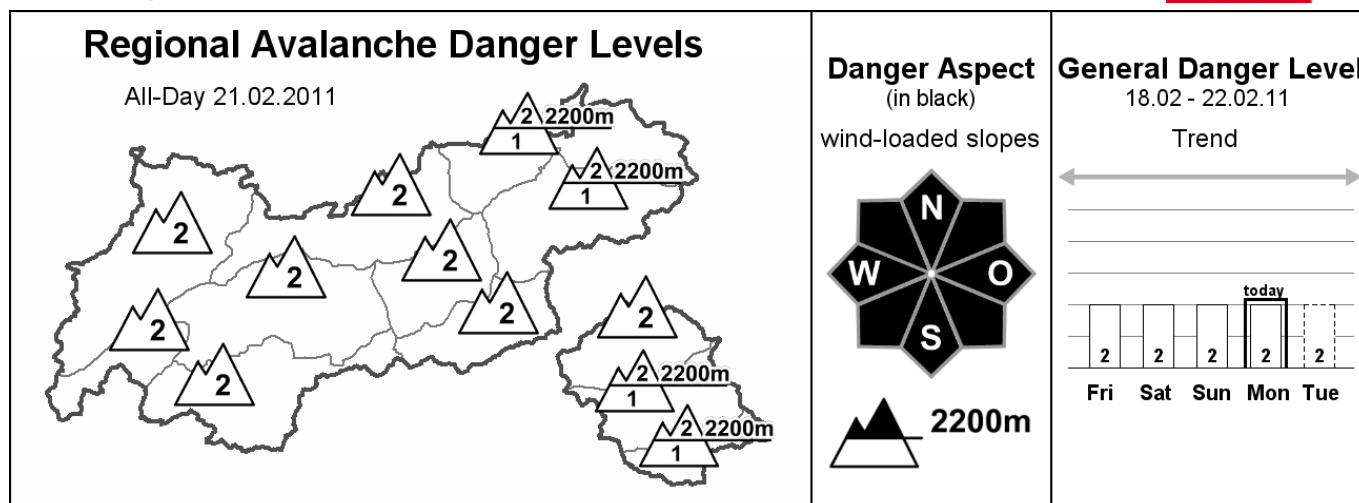 Regional Avalanche Danger Levels
All-Day 21.02.2011
2 2200m
1
2 2200m
1
2
2
2
2
2
2
2
2
2 2200m
1
2 2200m
1
Danger Aspect
(in black)
wind-loaded slopes
N
W O
S
2200m
General Danger Level
18.02 - 22.02.11
Trend
today
2 2 2 2 2
Fri Sat Sun Mon Tue